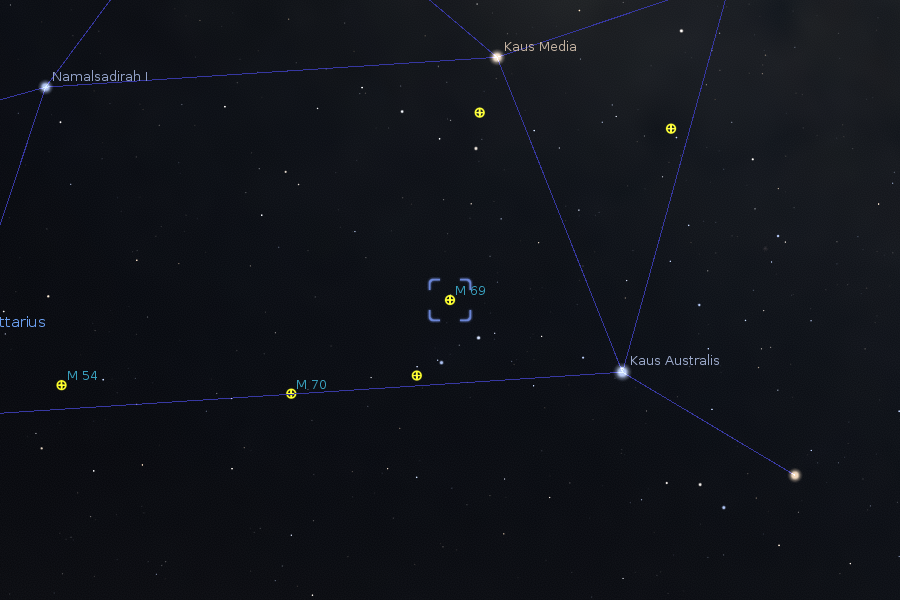 Kaus Media
Namalsadirah I
M 69
ttarius
Kaus Australis
M 54
M 70